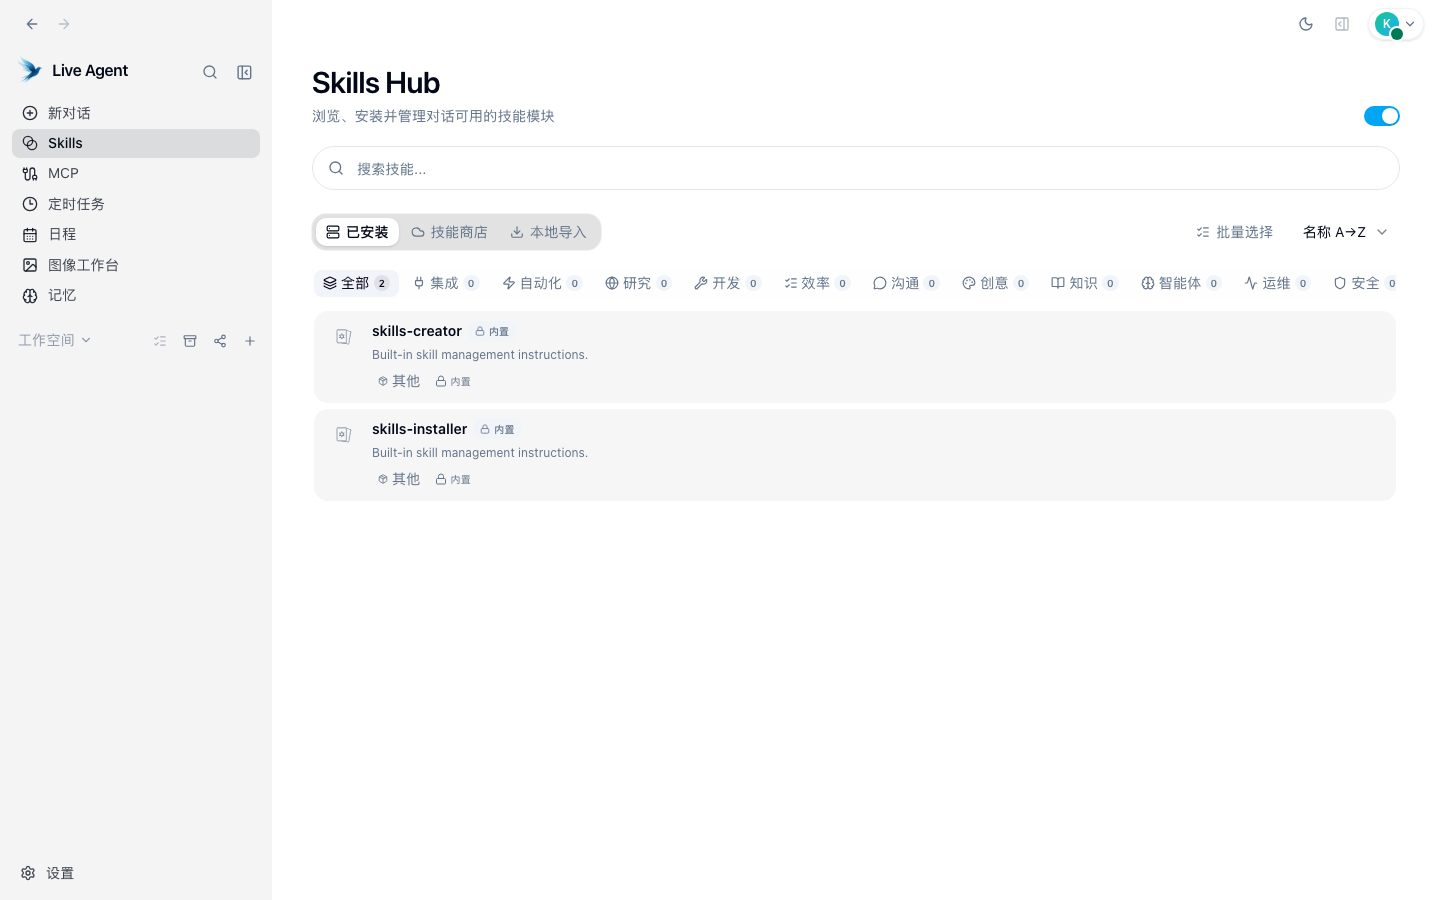 Live Agent
新对话
Skills
MCP
定时任务
日程
图像工作台
记忆
工作空间
设置
K
Skills Hub
浏览、安装并管理对话可用的技能模块
搜索技能...
已安装 技能商店 本地导入 批量选择 名称 A→Z
全部 2 集成 0 自动化 0 研究 0 开发 0 效率 0 沟通 0 创意 0 知识 0 智能体 0 运维 0 安全 0
skills-creator 内置
Built-in skill management instructions.
其他 内置
skills-installer 内置
Built-in skill management instructions.
其他 内置